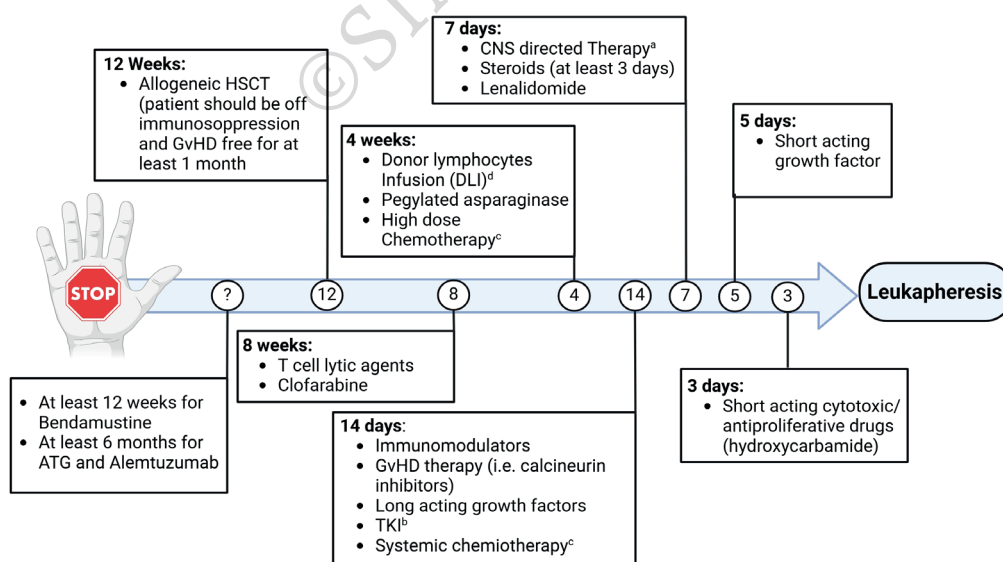 ©SI
7 days:
• CNS directed Therapyᵃ
• Steroids (at least 3 days)
• Lenalidomide
12 Weeks:
• Allogeneic HSCT
(patient should be off
immunosoppression
and GvHD free for at
least 1 month
5 days:
• Short acting
growth factor
4 weeks:
• Donor lymphocytes
Infusion (DLI)ᵈ
• Pegylated asparaginase
• High dose
Chemotherapyᶜ
STOP
?
12
8
4
14
7
5
3
Leukapheresis
8 weeks:
• T cell lytic agents
• Clofarabine
• At least 12 weeks for
Bendamustine
• At least 6 months for
ATG and Alemtuzumab
14 days:
• Immunomodulators
• GvHD therapy (i.e. calcineurin
inhibitors)
• Long acting growth factors
• TKIᵇ
• Systemic chemiotherapyᶜ
3 days:
• Short acting cytotoxic/
antiproliferative drugs
(hydroxycarbamide)